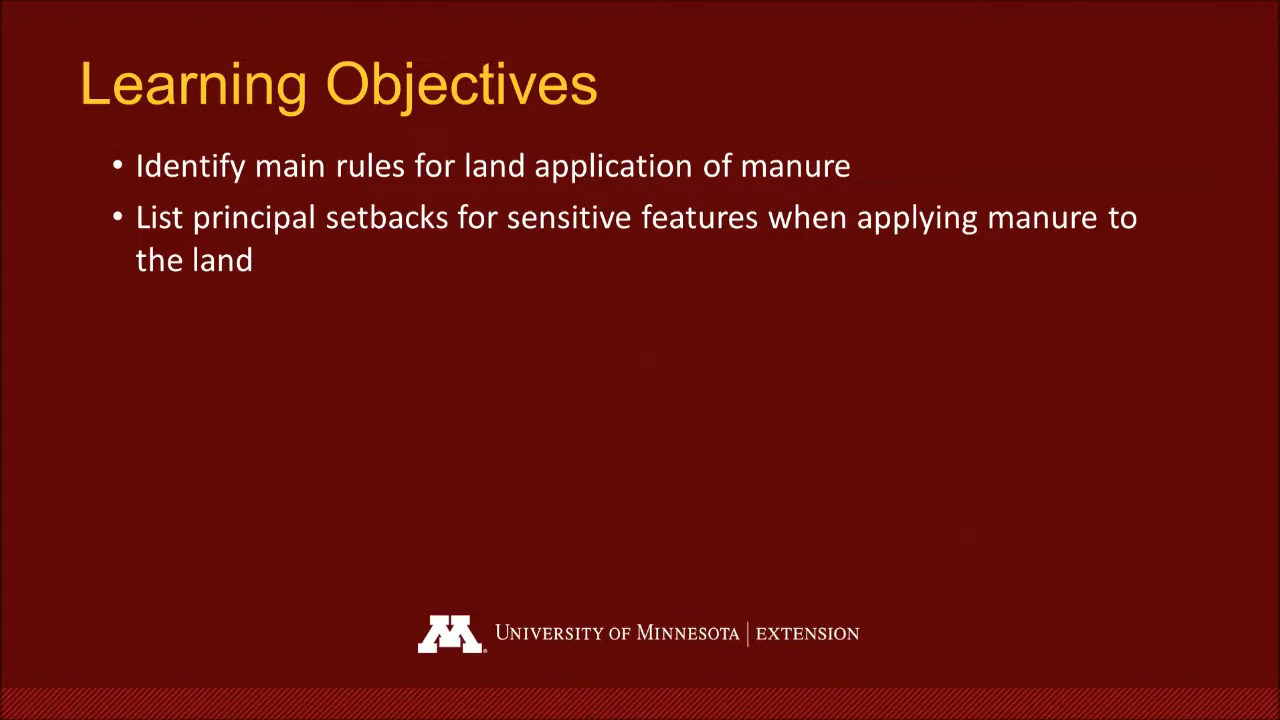 Learning Objectives
• Identify main rules for land application of manure
• List principal setbacks for sensitive features when applying manure to
the land
M UNIVERSITY OF MINNESOTA | EXTENSION